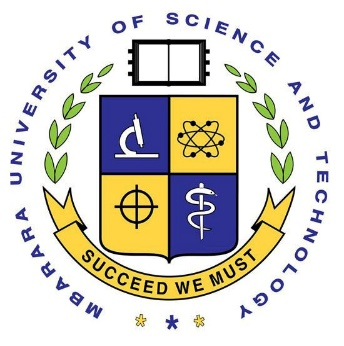 MBARARA UNIVERSITY OF SCIENCE AND TECHNOLOGY
SUCCEED WE MUST